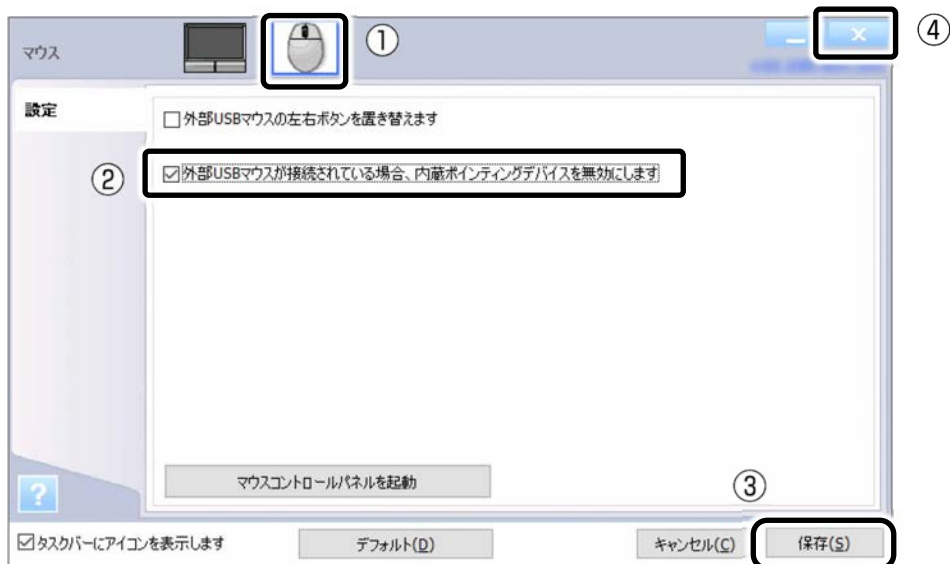 マウス
①
④
設定
□外部USBマウスの左右ボタンを置き替えます
②
☑外部USBマウスが接続されている場合、内蔵ポインティングデバイスを無効にします
マウスコントロールパネルを起動
③
?
☑タスクバーにアイコンを表示します
デフォルト(D)
キャンセル(C)
保存(S)